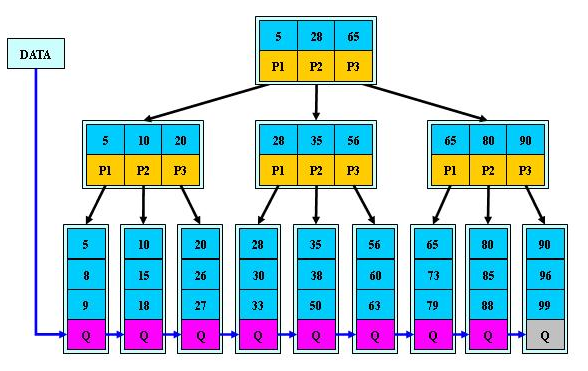 5 28 65
DATA
P1 P2 P3
5 10 20 28 35 56 65 80 90
P1 P2 P3 P1 P2 P3 P1 P2 P3
5 10 20 28 35 56 65 80 90
8 15 26 30 38 60 73 85 96
9 18 27 33 50 63 79 88 99
Q Q Q Q Q Q Q Q Q